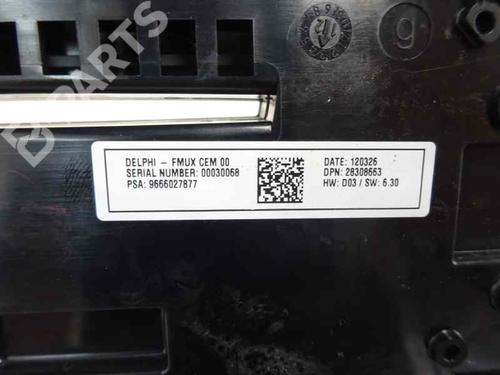 B-PARTS
9
DELPHI - FMUX CEM 00
SERIAL NUMBER: 00030068
PSA: 9666027877
DATE: 120326
DPN: 28308663
HW: D03 / SW: 6.30